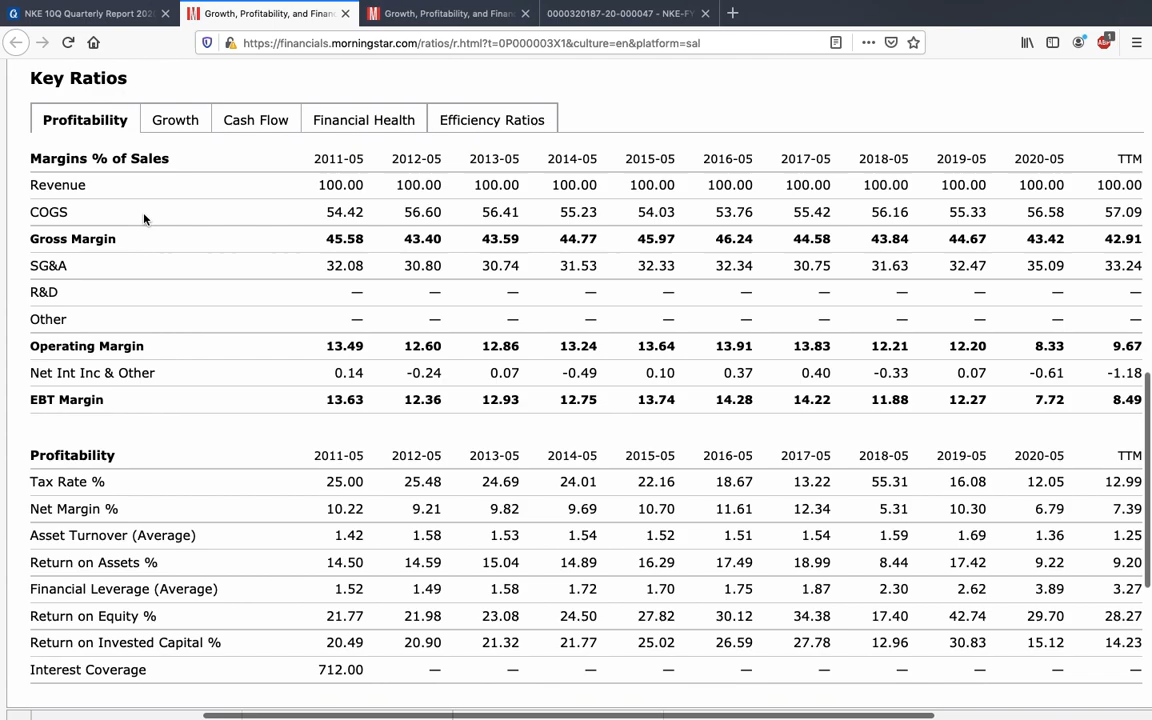 NKE 10Q Quarterly Report 202
Growth, Profitability, and Financ
Growth, Profitability, and Financ
0000320187-20-000047 - NKE-FY
https://financials.morningstar.com/ratios/r.html?t=0P000003X1&culture=en&platform=sal
ABP 1
Key Ratios
Profitability Growth Cash Flow Financial Health Efficiency Ratios
Margins % of Sales 2011-05 2012-05 2013-05 2014-05 2015-05 2016-05 2017-05 2018-05 2019-05 2020-05 TTM
Revenue 100.00 100.00 100.00 100.00 100.00 100.00 100.00 100.00 100.00 100.00 100.00
COGS 54.42 56.60 56.41 55.23 54.03 53.76 55.42 56.16 55.33 56.58 57.09
Gross Margin 45.58 43.40 43.59 44.77 45.97 46.24 44.58 43.84 44.67 43.42 42.91
SG&A 32.08 30.80 30.74 31.53 32.33 32.34 30.75 31.63 32.47 35.09 33.24
R&D — — — — — — — — — — —
Other — — — — — — — — — — —
Operating Margin 13.49 12.60 12.86 13.24 13.64 13.91 13.83 12.21 12.20 8.33 9.67
Net Int Inc & Other 0.14 -0.24 0.07 -0.49 0.10 0.37 0.40 -0.33 0.07 -0.61 -1.18
EBT Margin 13.63 12.36 12.93 12.75 13.74 14.28 14.22 11.88 12.27 7.72 8.49
Profitability 2011-05 2012-05 2013-05 2014-05 2015-05 2016-05 2017-05 2018-05 2019-05 2020-05 TTM
Tax Rate % 25.00 25.48 24.69 24.01 22.16 18.67 13.22 55.31 16.08 12.05 12.99
Net Margin % 10.22 9.21 9.82 9.69 10.70 11.61 12.34 5.31 10.30 6.79 7.39
Asset Turnover (Average) 1.42 1.58 1.53 1.54 1.52 1.51 1.54 1.59 1.69 1.36 1.25
Return on Assets % 14.50 14.59 15.04 14.89 16.29 17.49 18.99 8.44 17.42 9.22 9.20
Financial Leverage (Average) 1.52 1.49 1.58 1.72 1.70 1.75 1.87 2.30 2.62 3.89 3.27
Return on Equity % 21.77 21.98 23.08 24.50 27.82 30.12 34.38 17.40 42.74 29.70 28.27
Return on Invested Capital % 20.49 20.90 21.32 21.77 25.02 26.59 27.78 12.96 30.83 15.12 14.23
Interest Coverage 712.00 — — — — — — — — — —